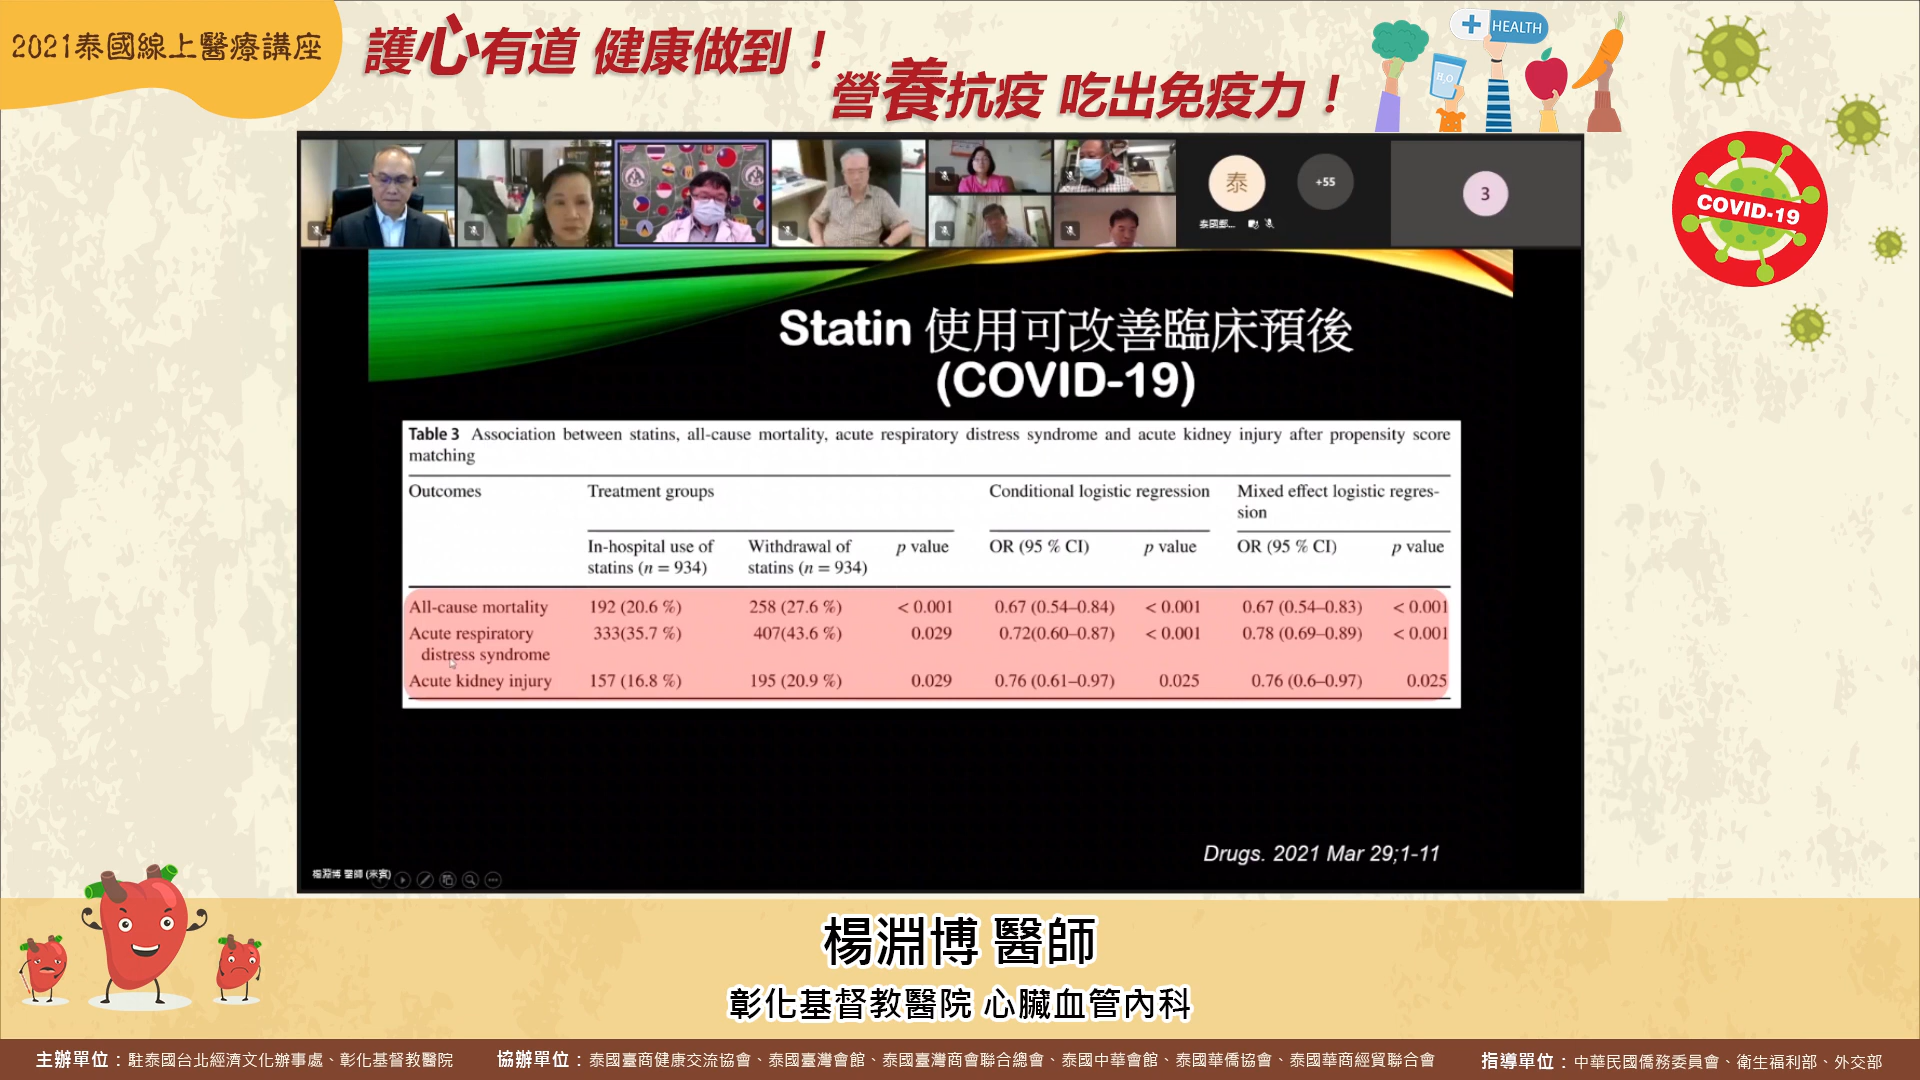 2021泰國線上醫療講座
護心有道 健康做到！
營養抗疫 吃出免疫力！
HEALTH
H₂O
COVID-19
泰
泰國鄭...
+55
3
Statin 使用可改善臨床預後
(COVID-19)
Table 3 Association between statins, all-cause mortality, acute respiratory distress syndrome and acute kidney injury after propensity score
matching
Outcomes Treatment groups Conditional logistic regression Mixed effect logistic regres-
sion
In-hospital use of Withdrawal of p value OR (95 % CI) p value OR (95 % CI) p value
statins (n = 934) statins (n = 934)
All-cause mortality 192 (20.6 %) 258 (27.6 %) < 0.001 0.67 (0.54–0.84) < 0.001 0.67 (0.54–0.83) < 0.001
Acute respiratory 333(35.7 %) 407(43.6 %) 0.029 0.72(0.60–0.87) < 0.001 0.78 (0.69–0.89) < 0.001
distress syndrome
Acute kidney injury 157 (16.8 %) 195 (20.9 %) 0.029 0.76 (0.61–0.97) 0.025 0.76 (0.6–0.97) 0.025
Drugs. 2021 Mar 29;1-11
楊淵博 醫師 (來賓)
楊淵博 醫師
彰化基督教醫院 心臟血管內科
主辦單位：駐泰國台北經濟文化辦事處、彰化基督教醫院 協辦單位：泰國臺商健康交流協會、泰國臺灣會館、泰國臺灣商會聯合總會、泰國中華會館、泰國華僑協會、泰國華商經貿聯合會 指導單位：中華民國僑務委員會、衛生福利部、外交部